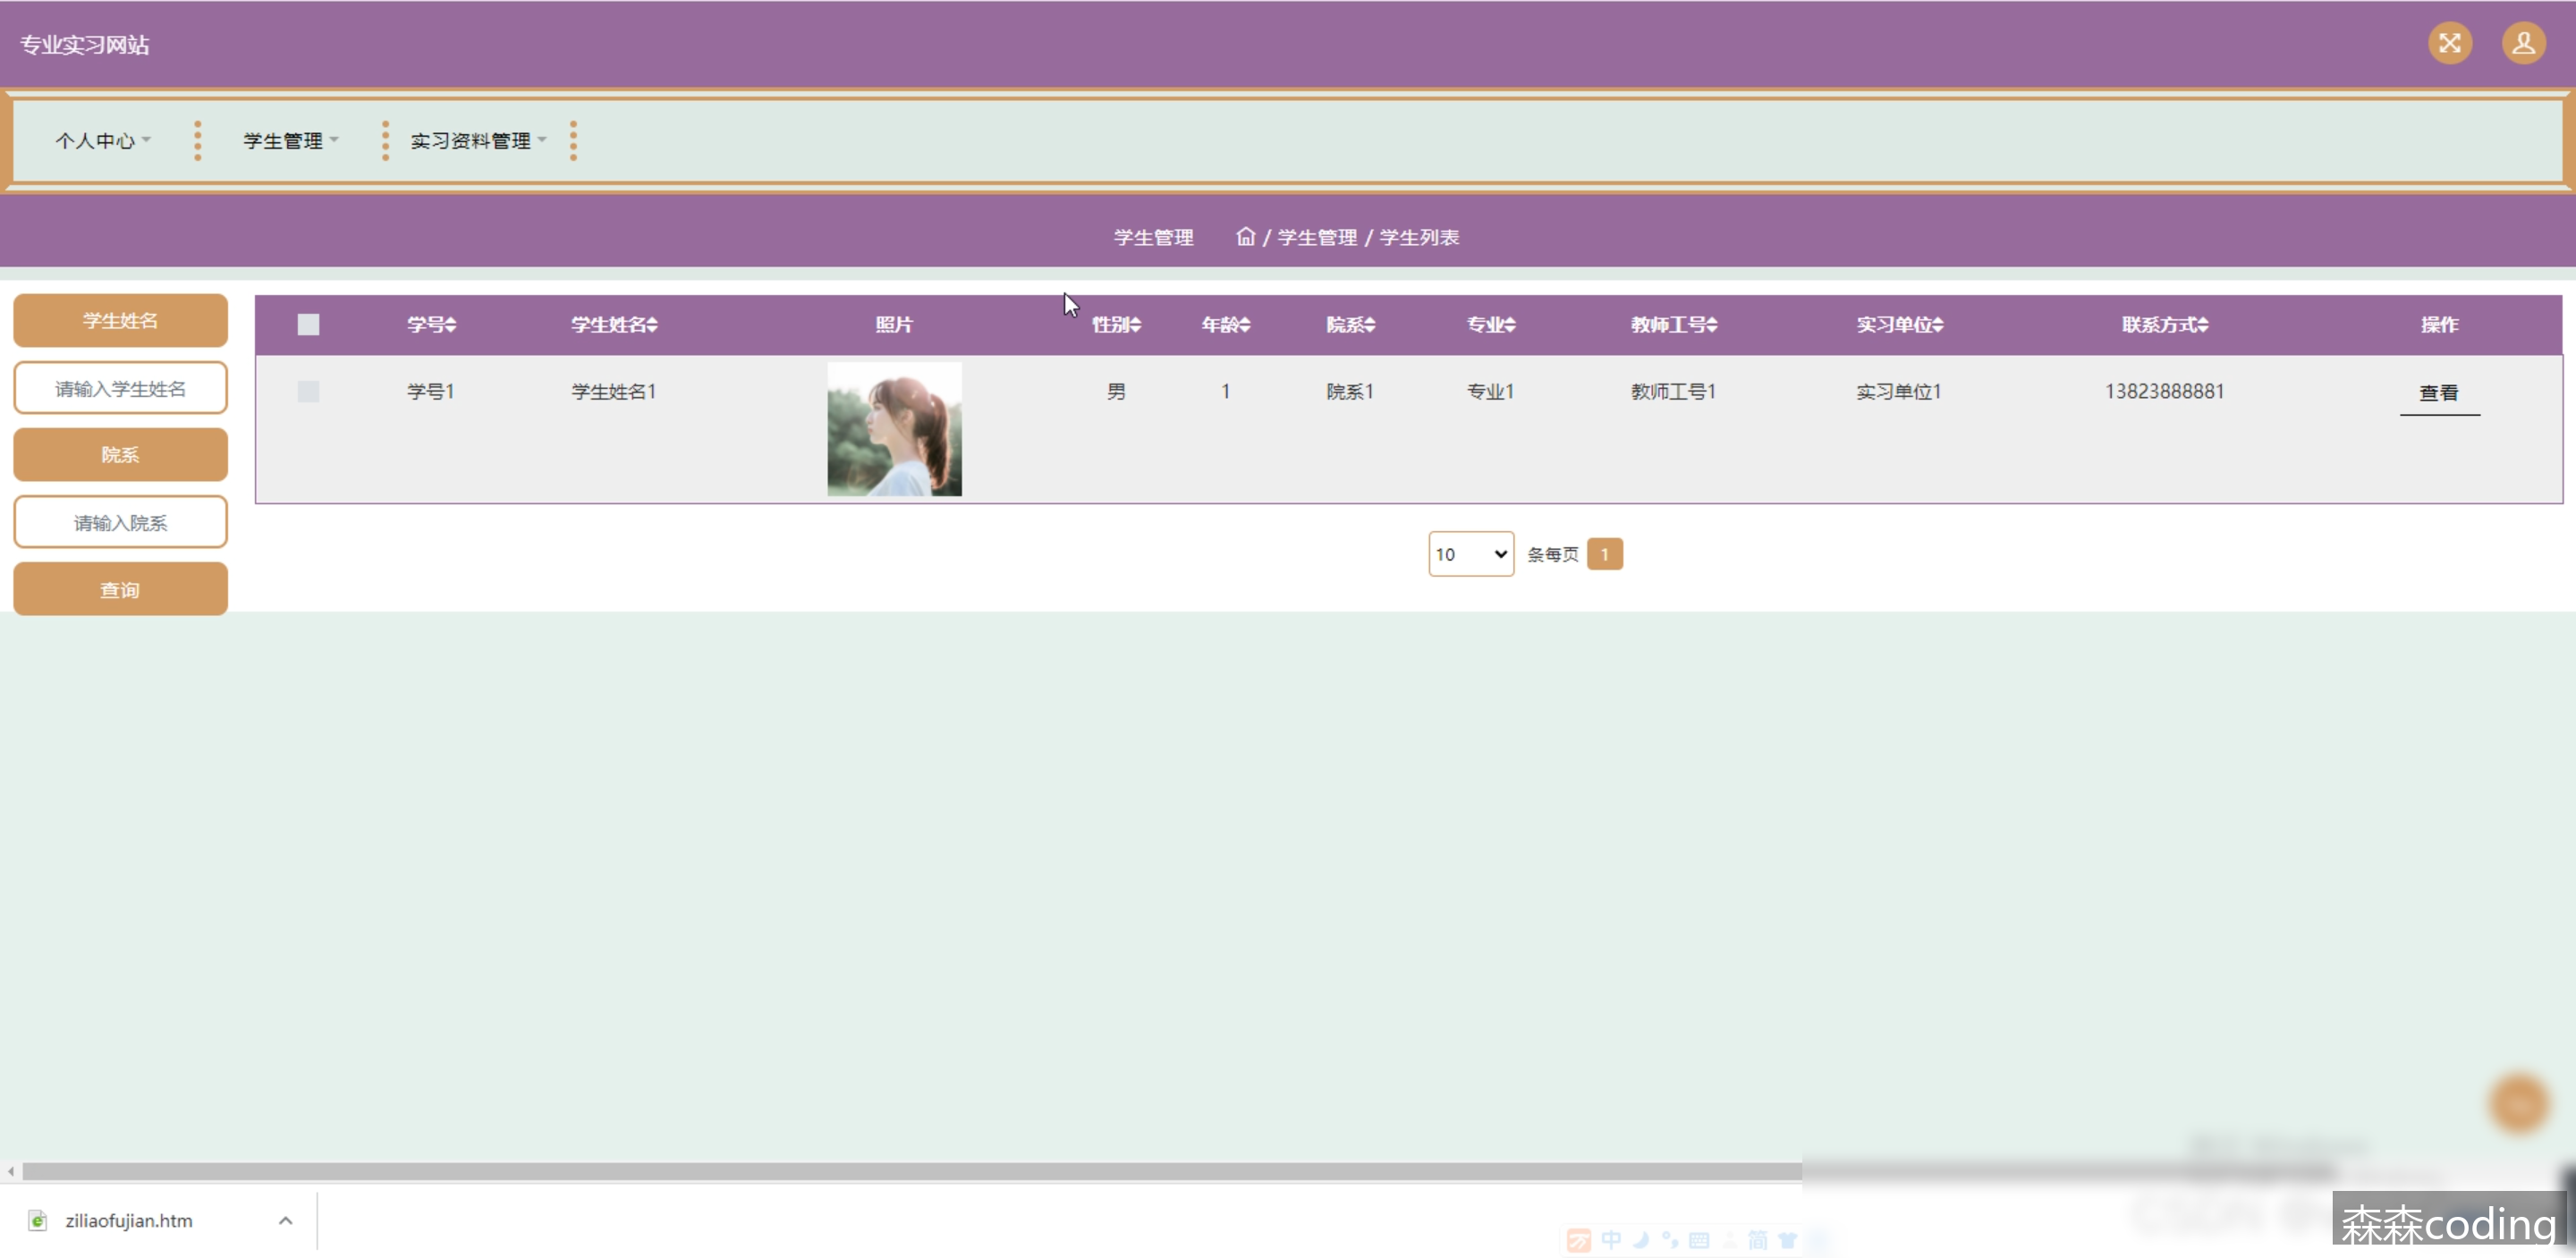 专业实习网站
个人中心 学生管理 实习资料管理
学生管理 / 学生管理 / 学生列表
学生姓名
请输入学生姓名
院系
请输入院系
查询
学号 学生姓名 照片 性别 年龄 院系 专业 教师工号 实习单位 联系方式 操作
学号1 学生姓名1 男 1 院系1 专业1 教师工号1 实习单位1 13823888881 查看
10 条每页 1
ziliaofujian.htm
中 简
森森coding